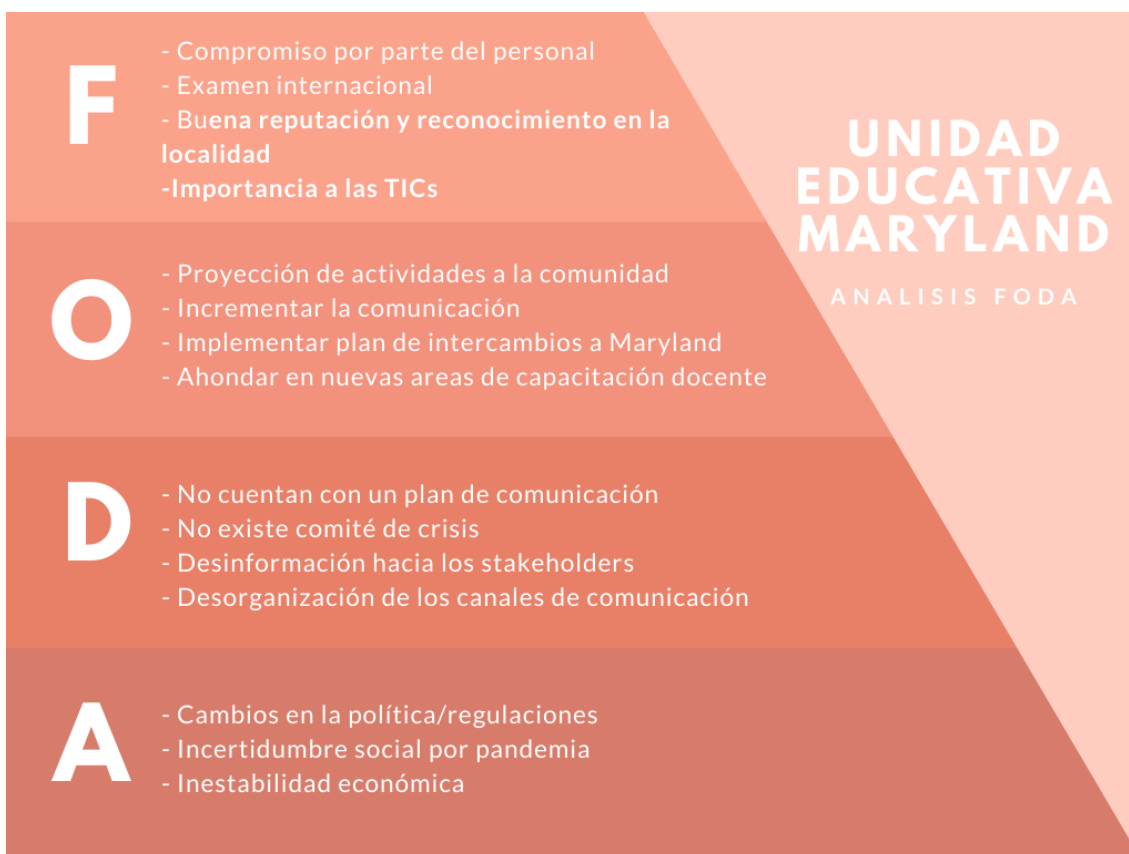 F
- Compromiso por parte del personal
- Examen internacional
- Buena reputación y reconocimiento en la
localidad
-Importancia a las TICs
UNIDAD
EDUCATIVA
MARYLAND
ANALISIS FODA
O
- Proyección de actividades a la comunidad
- Incrementar la comunicación
- Implementar plan de intercambios a Maryland
- Ahondar en nuevas areas de capacitación docente
D
- No cuentan con un plan de comunicación
- No existe comité de crisis
- Desinformación hacia los stakeholders
- Desorganización de los canales de comunicación
A
- Cambios en la política/regulaciones
- Incertidumbre social por pandemia
- Inestabilidad económica